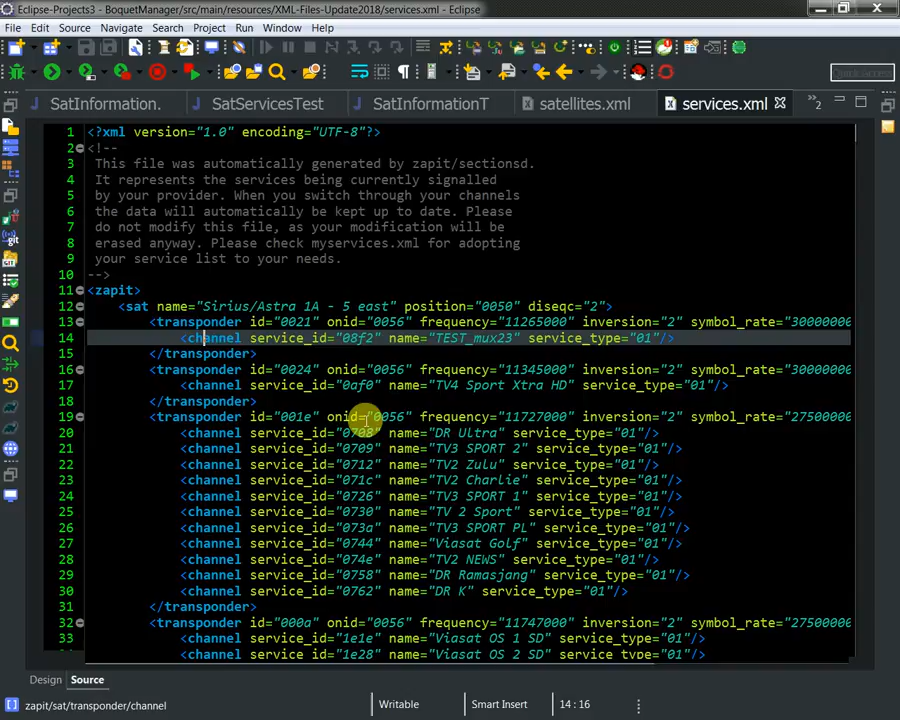 Eclipse-Projects3 - BoquetManager/src/main/resources/XML-Files-Update2018/services.xml - Eclipse
File Edit Source Navigate Search Project Run Window Help
Quick Access
SatInformation. SatServicesTest SatInformationT satellites.xml services.xml »2
1 <?xml version="1.0" encoding="UTF-8"?>
2 <!--
3 This file was automatically generated by zapit/sectionsd.
4 It represents the services being currently signalled
5 by your provider. When you switch through your channels
6 the data will automatically be kept up to date. Please
7 do not modify this file, as your modification will be
8 erased anyway. Please check myservices.xml for adopting
9 your service list to your needs.
10 -->
11 <zapit>
12 <sat name="Sirius/Astra 1A - 5 east" position="0050" diseqc="2">
13 <transponder id="0021" onid="0056" frequency="11265000" inversion="2" symbol_rate="30000000
14 <channel service_id="08f2" name="TEST_mux23" service_type="01"/>
15 </transponder>
16 <transponder id="0024" onid="0056" frequency="11345000" inversion="2" symbol_rate="30000000
17 <channel service_id="0af0" name="TV4 Sport Xtra HD" service_type="01"/>
18 </transponder>
19 <transponder id="001e" onid="0056" frequency="11727000" inversion="2" symbol_rate="27500000
20 <channel service_id="0708" name="DR Ultra" service_type="01"/>
21 <channel service_id="0709" name="TV3 SPORT 2" service_type="01"/>
22 <channel service_id="0712" name="TV2 Zulu" service_type="01"/>
23 <channel service_id="071c" name="TV2 Charlie" service_type="01"/>
24 <channel service_id="0726" name="TV3 SPORT 1" service_type="01"/>
25 <channel service_id="0730" name="TV 2 Sport" service_type="01"/>
26 <channel service_id="073a" name="TV3 SPORT PL" service_type="01"/>
27 <channel service_id="0744" name="Viasat Golf" service_type="01"/>
28 <channel service_id="074e" name="TV2 NEWS" service_type="01"/>
29 <channel service_id="0758" name="DR Ramasjang" service_type="01"/>
30 <channel service_id="0762" name="DR K" service_type="01"/>
31 </transponder>
32 <transponder id="000a" onid="0056" frequency="11747000" inversion="2" symbol_rate="27500000
33 <channel service_id="1e1e" name="Viasat OS 1 SD" service_type="01"/>
<channel service_id="1e28" name="Viasat OS 2 SD" service_type="01"/>
Design Source
zapit/sat/transponder/channel Writable Smart Insert 14 : 16